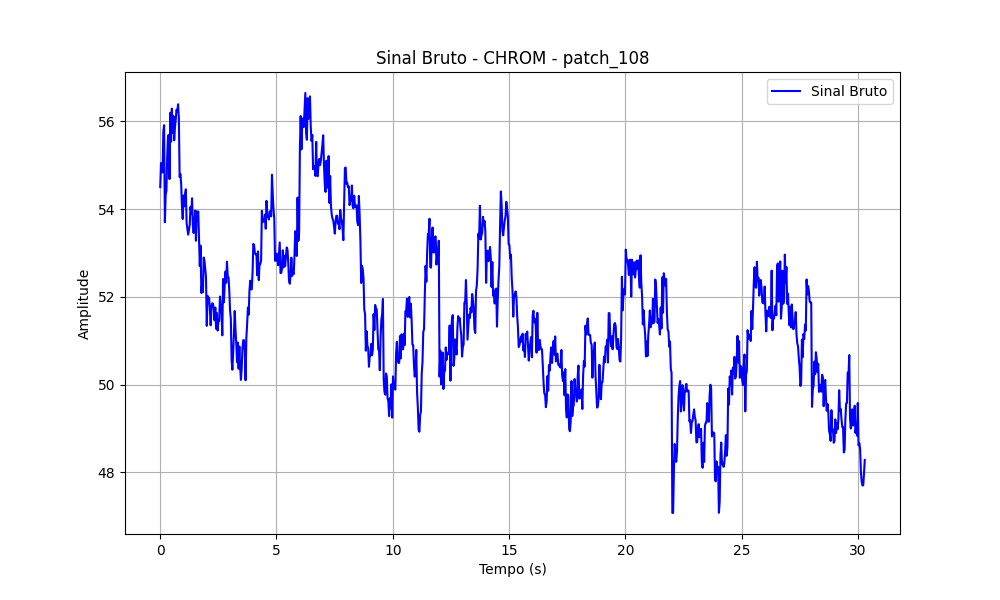 Sinal Bruto - CHROM - patch_108
Sinal Bruto
Amplitude
56
54
52
50
48
0 5 10 15 20 25 30
Tempo (s)